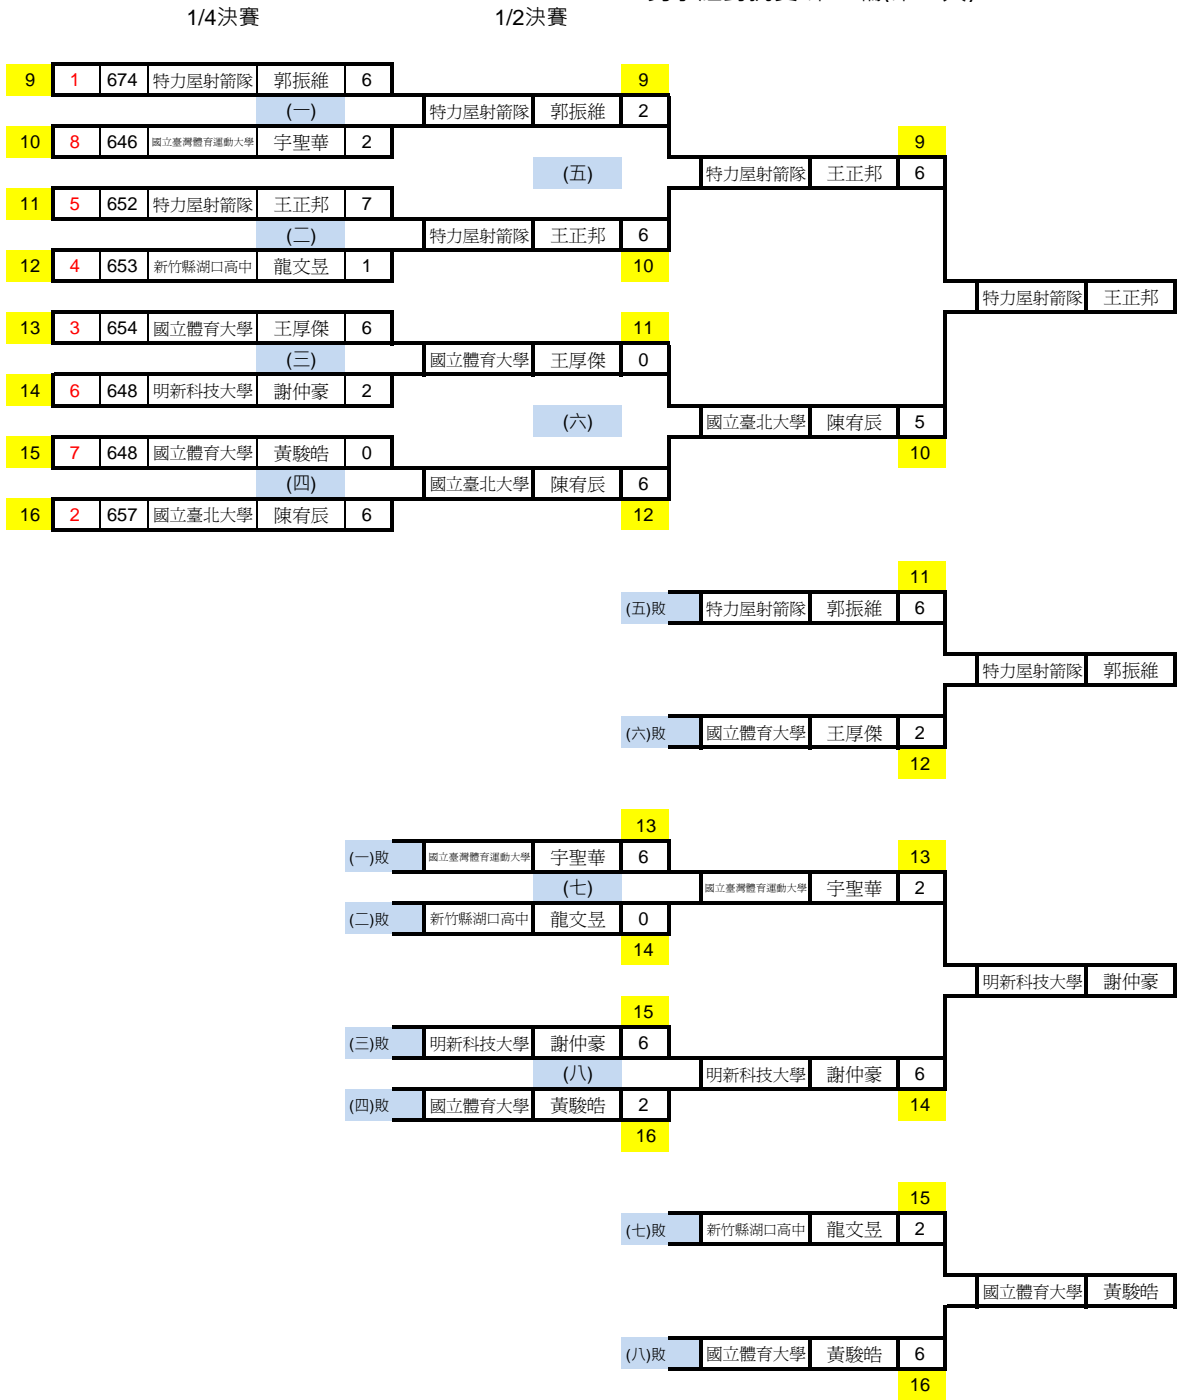 1/4決賽 1/2決賽
9 1 674 特力屋射箭隊 郭振維 6 9
(一) 特力屋射箭隊 郭振維 2
10 8 646 國立臺灣體育運動大學 宇聖華 2 9
(五) 特力屋射箭隊 王正邦 6
11 5 652 特力屋射箭隊 王正邦 7
(二) 特力屋射箭隊 王正邦 6
12 4 653 新竹縣湖口高中 龍文昱 1 10
特力屋射箭隊 王正邦
13 3 654 國立體育大學 王厚傑 6 11
(三) 國立體育大學 王厚傑 0
14 6 648 明新科技大學 謝仲豪 2
(六) 國立臺北大學 陳宥辰 5
15 7 648 國立體育大學 黃駿皓 0 10
(四) 國立臺北大學 陳宥辰 6
16 2 657 國立臺北大學 陳宥辰 6 12
11
(五)敗 特力屋射箭隊 郭振維 6
特力屋射箭隊 郭振維
(六)敗 國立體育大學 王厚傑 2
12
13
(一)敗 國立臺灣體育運動大學 宇聖華 6 13
(七) 國立臺灣體育運動大學 宇聖華 2
(二)敗 新竹縣湖口高中 龍文昱 0
14
明新科技大學 謝仲豪
15
(三)敗 明新科技大學 謝仲豪 6
(八) 明新科技大學 謝仲豪 6
(四)敗 國立體育大學 黃駿皓 2 14
16
15
(七)敗 新竹縣湖口高中 龍文昱 2
國立體育大學 黃駿皓
(八)敗 國立體育大學 黃駿皓 6
16